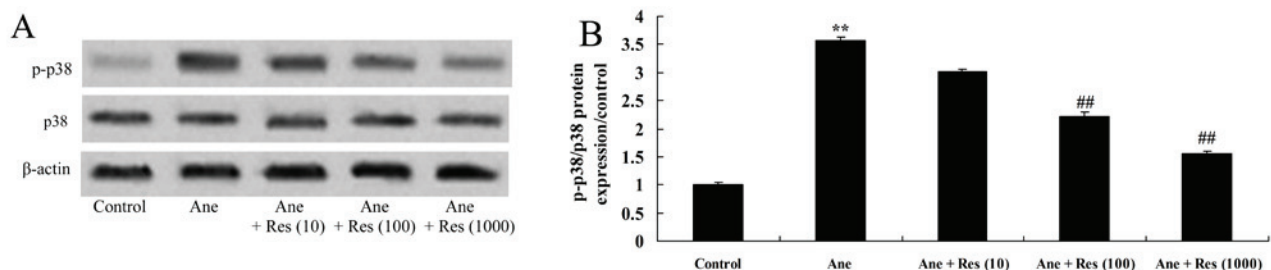 A
p-p38
p38
β-actin
Control Ane Ane Ane Ane
+ Res (10) + Res (100) + Res (1000)
B
p-p38/p38 protein
expression/control
4
3.5
3
2.5
2
1.5
1
0.5
0
**
##
##
Control Ane Ane + Res (10) Ane + Res (100) Ane + Res (1000)